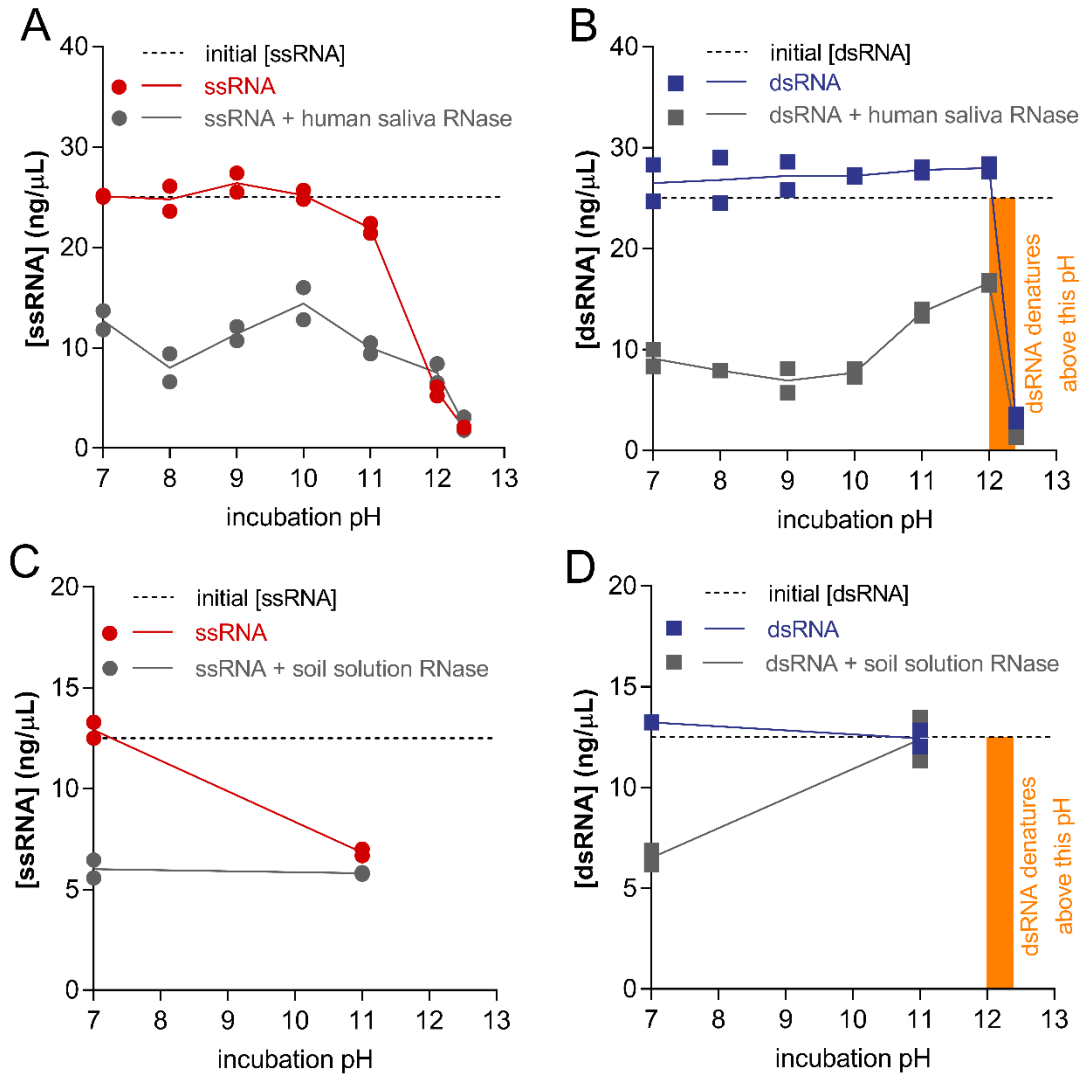 A
40
30
20
10
0
[ssRNA] (ng/μL)
initial [ssRNA]
ssRNA
ssRNA + human saliva RNase
7 8 9 10 11 12 13
incubation pH
B
40
30
20
10
0
[dsRNA] (ng/μL)
initial [dsRNA]
dsRNA
dsRNA + human saliva RNase
dsRNA denatures
above this pH
7 8 9 10 11 12 13
incubation pH
C
20
15
10
5
0
[ssRNA] (ng/μL)
initial [ssRNA]
ssRNA
ssRNA + soil solution RNase
7 8 9 10 11 12 13
incubation pH
D
20
15
10
5
0
[dsRNA] (ng/μL)
initial [dsRNA]
dsRNA
dsRNA + soil solution RNase
dsRNA denatures
above this pH
7 8 9 10 11 12 13
incubation pH